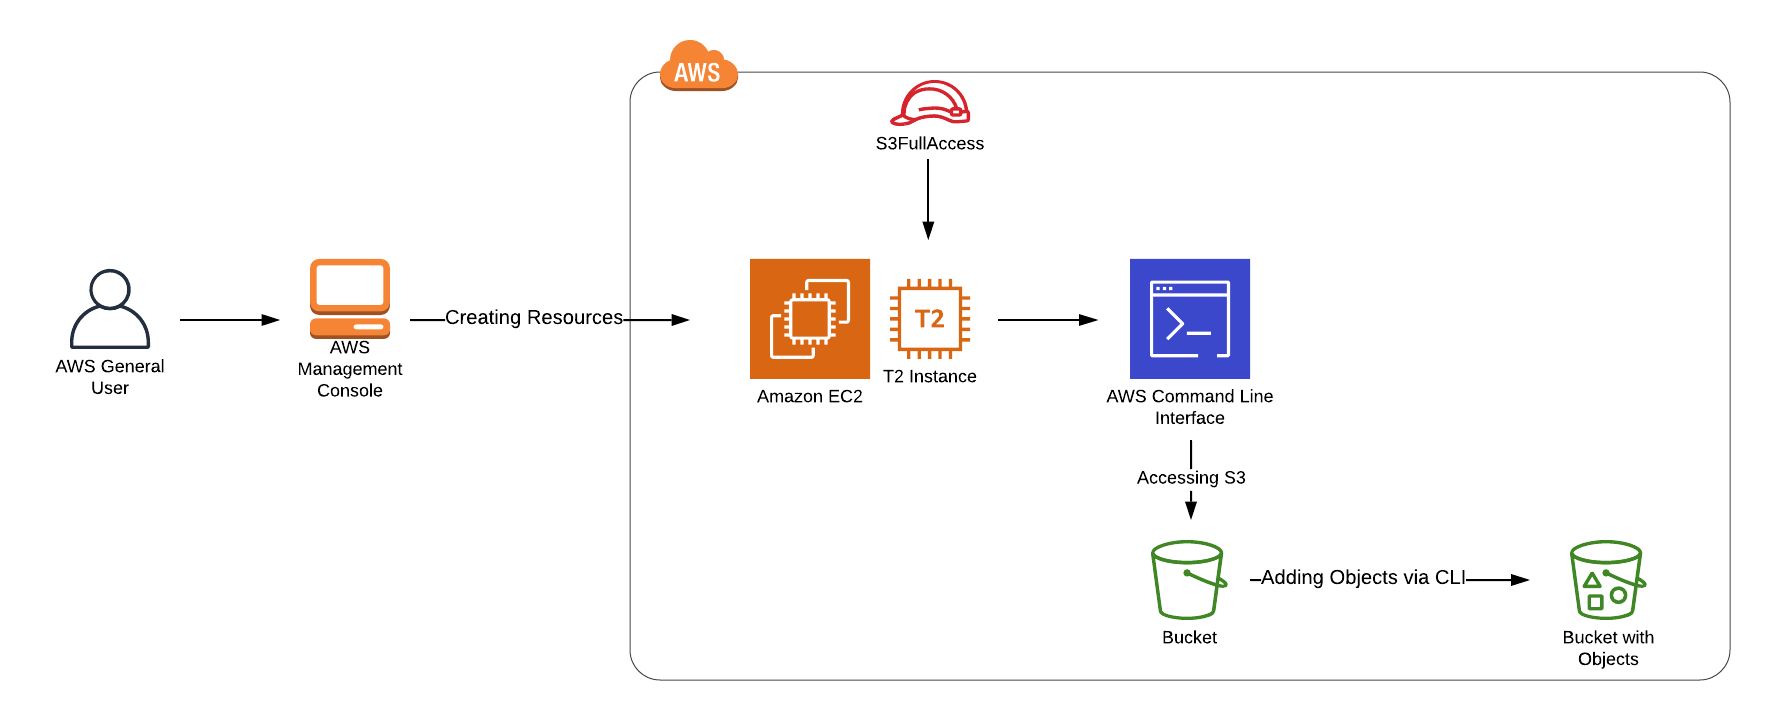 AWS
S3FullAccess
AWS General
User
AWS
Management
Console
Creating Resources
Amazon EC2
T2
T2 Instance
AWS Command Line
Interface
Accessing S3
Bucket
Adding Objects via CLI
Bucket with
Objects